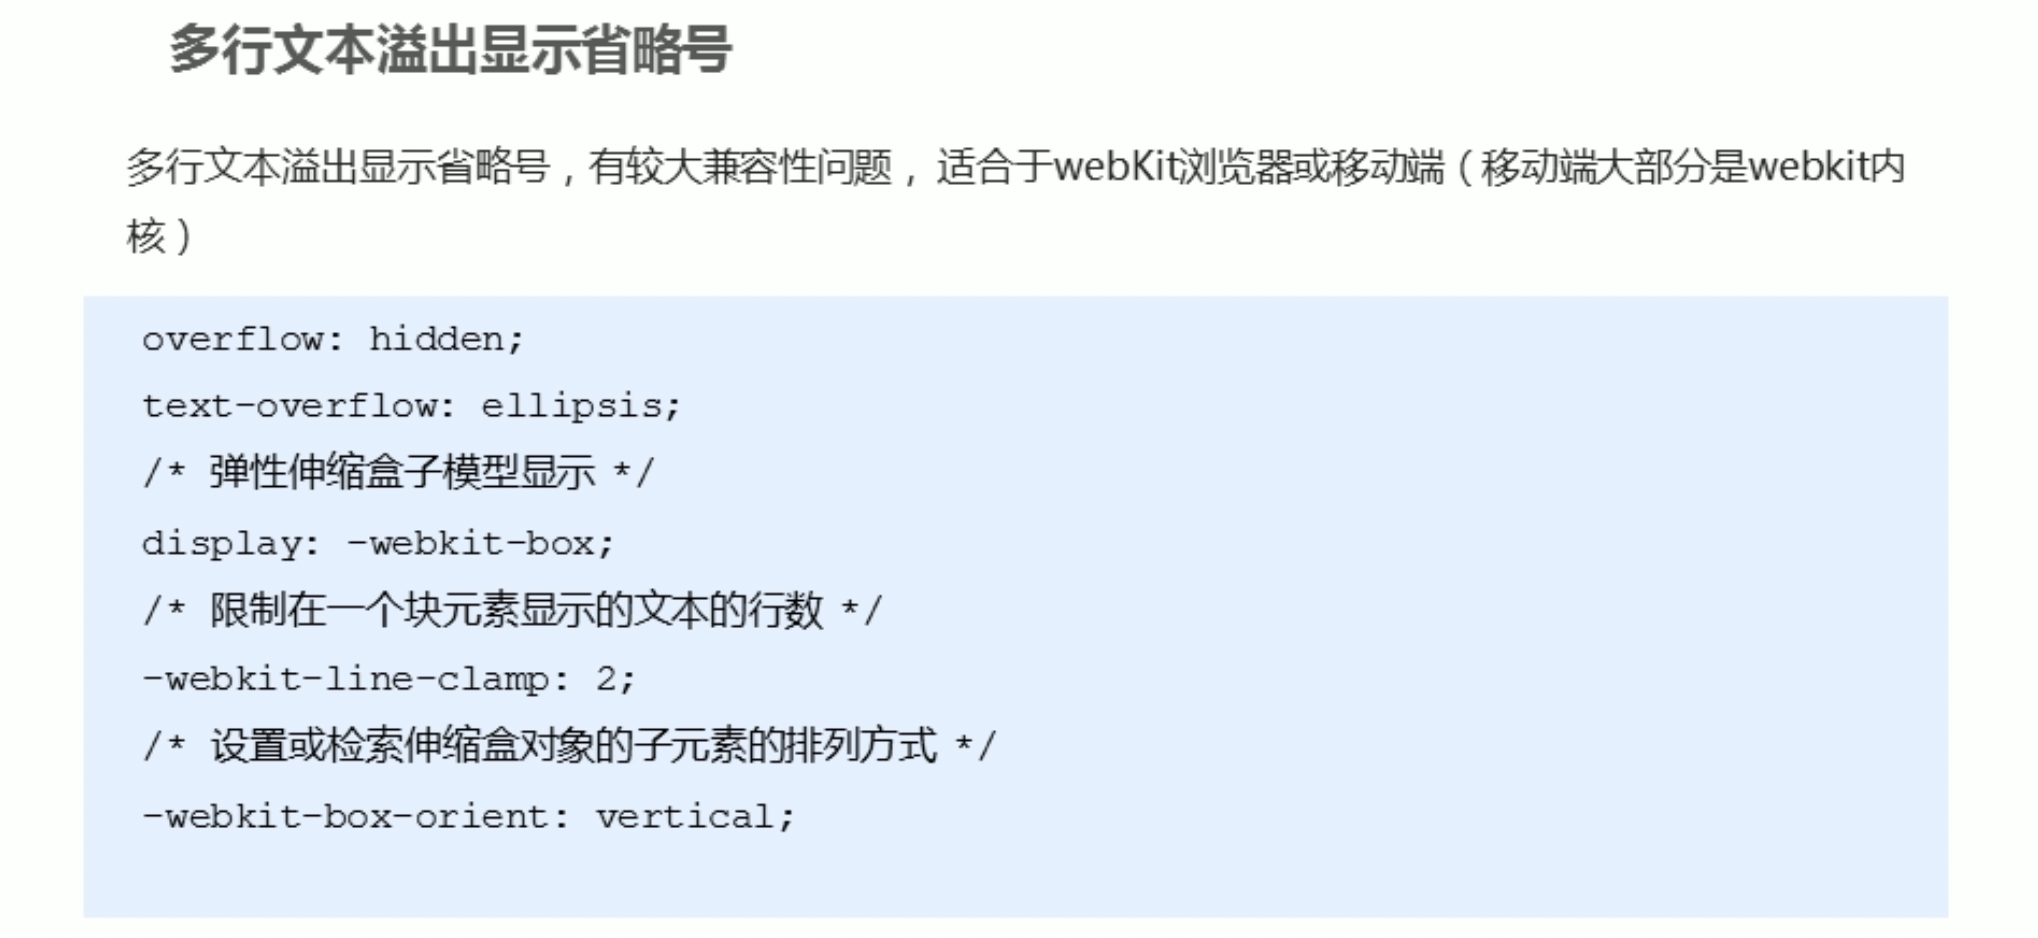 多行文本溢出显示省略号
多行文本溢出显示省略号，有较大兼容性问题， 适合于webKit浏览器或移动端（移动端大部分是webkit内
核）
overflow: hidden;
text-overflow: ellipsis;
/* 弹性伸缩盒子模型显示 */
display: -webkit-box;
/* 限制在一个块元素显示的文本的行数 */
-webkit-line-clamp: 2;
/* 设置或检索伸缩盒对象的子元素的排列方式 */
-webkit-box-orient: vertical;